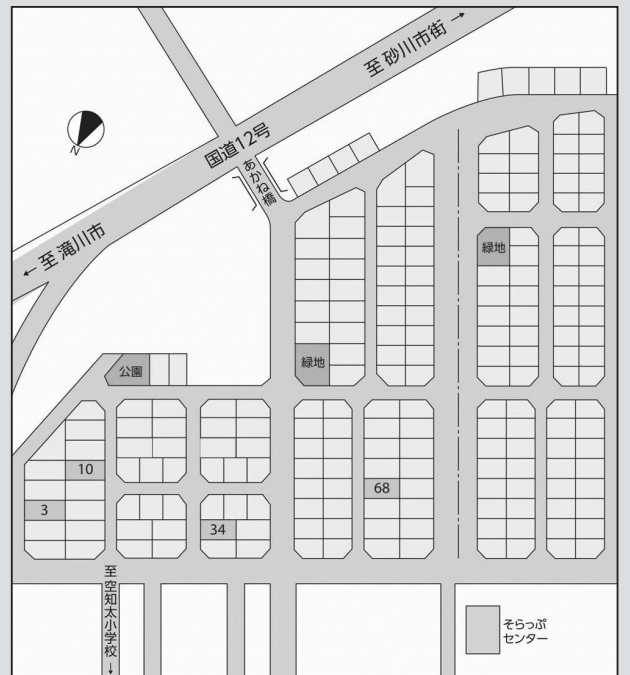 至 砂川市街 →
国道12号
あかね橋
← 至 滝川市
N
緑地
緑地
公園
10
3
68
34
至 空知太小学校 ↓
そらっぷ
センター